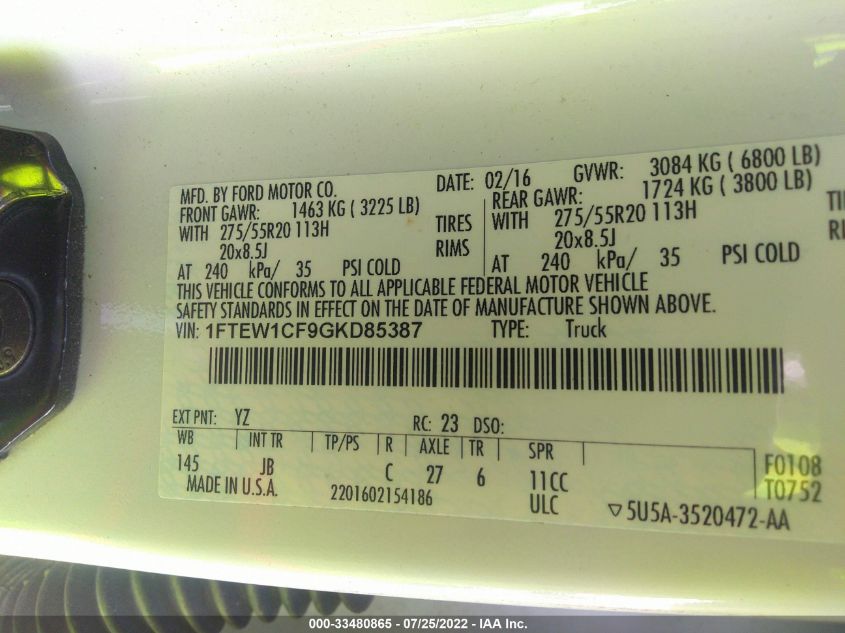 MFD. BY FORD MOTOR CO. DATE: 02/16 GVWR: 3084 KG ( 6800 LB)
FRONT GAWR: 1463 KG ( 3225 LB) REAR GAWR: 1724 KG ( 3800 LB)
WITH 275/55R20 113H TIRES WITH 275/55R20 113H
20x8.5J RIMS 20x8.5J
AT 240 kPa/ 35 PSI COLD AT 240 kPa/ 35 PSI COLD
THIS VEHICLE CONFORMS TO ALL APPLICABLE FEDERAL MOTOR VEHICLE
SAFETY STANDARDS IN EFFECT ON THE DATE OF MANUFACTURE SHOWN ABOVE.
VIN: 1FTEW1CF9GKD85387 TYPE: Truck
EXT PNT: YZ RC: 23 DSO:
WB INT TR TP/PS R AXLE TR SPR
145 JB C 27 6 11CC F0108
MADE IN U.S.A. 2201602154186 ULC T0752
▽5U5A-3520472-AA
000-33480865 - 07/25/2022 - IAA Inc.